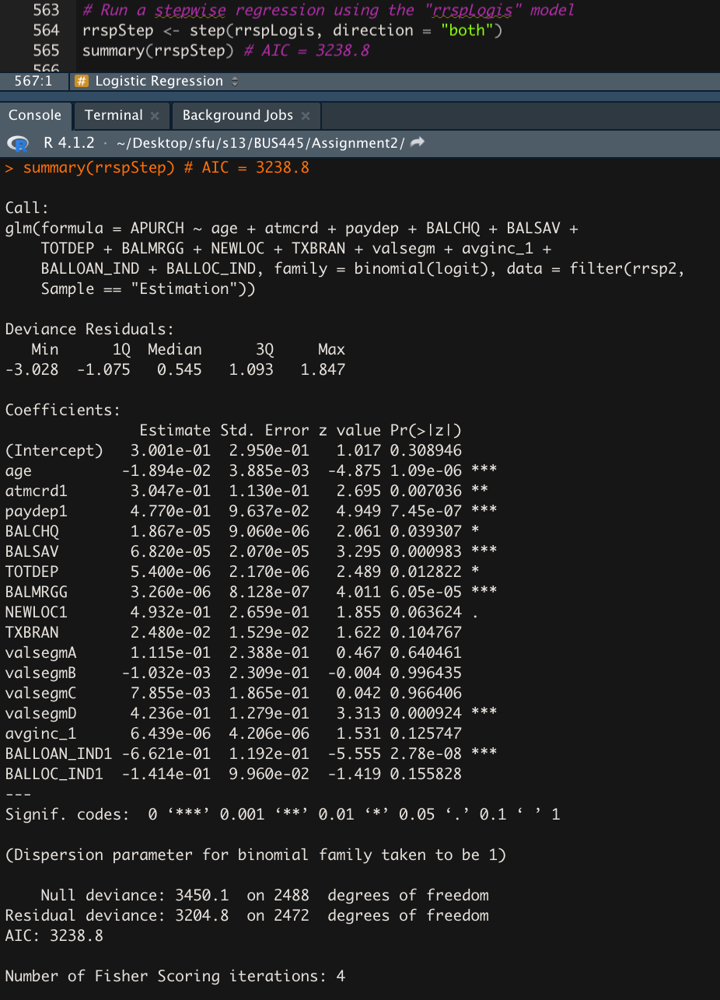 563 # Run a stepwise regression using the "rrspLogis" model
564 rrspStep <- step(rrspLogis, direction = "both")
565 summary(rrspStep) # AIC = 3238.8
566
567:1 # Logistic Regression
Console Terminal × Background Jobs ×
R R 4.1.2 · ~/Desktop/sfu/s13/BUS445/Assignment2/
> summary(rrspStep) # AIC = 3238.8
Call:
glm(formula = APURCH ~ age + atmcrd + paydep + BALCHQ + BALSAV +
    TOTDEP + BALMRGG + NEWLOC + TXBRAN + valsegm + avginc_1 +
    BALLOAN_IND + BALLOC_IND, family = binomial(logit), data = filter(rrsp2,
    Sample == "Estimation"))
Deviance Residuals:
   Min      1Q  Median      3Q     Max
-3.028  -1.075   0.545   1.093   1.847
Coefficients:
               Estimate Std. Error z value Pr(>|z|)
(Intercept)   3.001e-01  2.950e-01   1.017 0.308946
age          -1.894e-02  3.885e-03  -4.875 1.09e-06 ***
atmcrd1       3.047e-01  1.130e-01   2.695 0.007036 **
paydep1       4.770e-01  9.637e-02   4.949 7.45e-07 ***
BALCHQ        1.867e-05  9.060e-06   2.061 0.039307 *
BALSAV        6.820e-05  2.070e-05   3.295 0.000983 ***
TOTDEP        5.400e-06  2.170e-06   2.489 0.012822 *
BALMRGG       3.260e-06  8.128e-07   4.011 6.05e-05 ***
NEWLOC1       4.932e-01  2.659e-01   1.855 0.063624 .
TXBRAN        2.480e-02  1.529e-02   1.622 0.104767
valsegmA      1.115e-01  2.388e-01   0.467 0.640461
valsegmB     -1.032e-03  2.309e-01  -0.004 0.996435
valsegmC      7.855e-03  1.865e-01   0.042 0.966406
valsegmD      4.236e-01  1.279e-01   3.313 0.000924 ***
avginc_1      6.439e-06  4.206e-06   1.531 0.125747
BALLOAN_IND1 -6.621e-01  1.192e-01  -5.555 2.78e-08 ***
BALLOC_IND1  -1.414e-01  9.960e-02  -1.419 0.155828
---
Signif. codes:  0 ‘***’ 0.001 ‘**’ 0.01 ‘*’ 0.05 ‘.’ 0.1 ‘ ’ 1
(Dispersion parameter for binomial family taken to be 1)
    Null deviance: 3450.1  on 2488  degrees of freedom
Residual deviance: 3204.8  on 2472  degrees of freedom
AIC: 3238.8
Number of Fisher Scoring iterations: 4